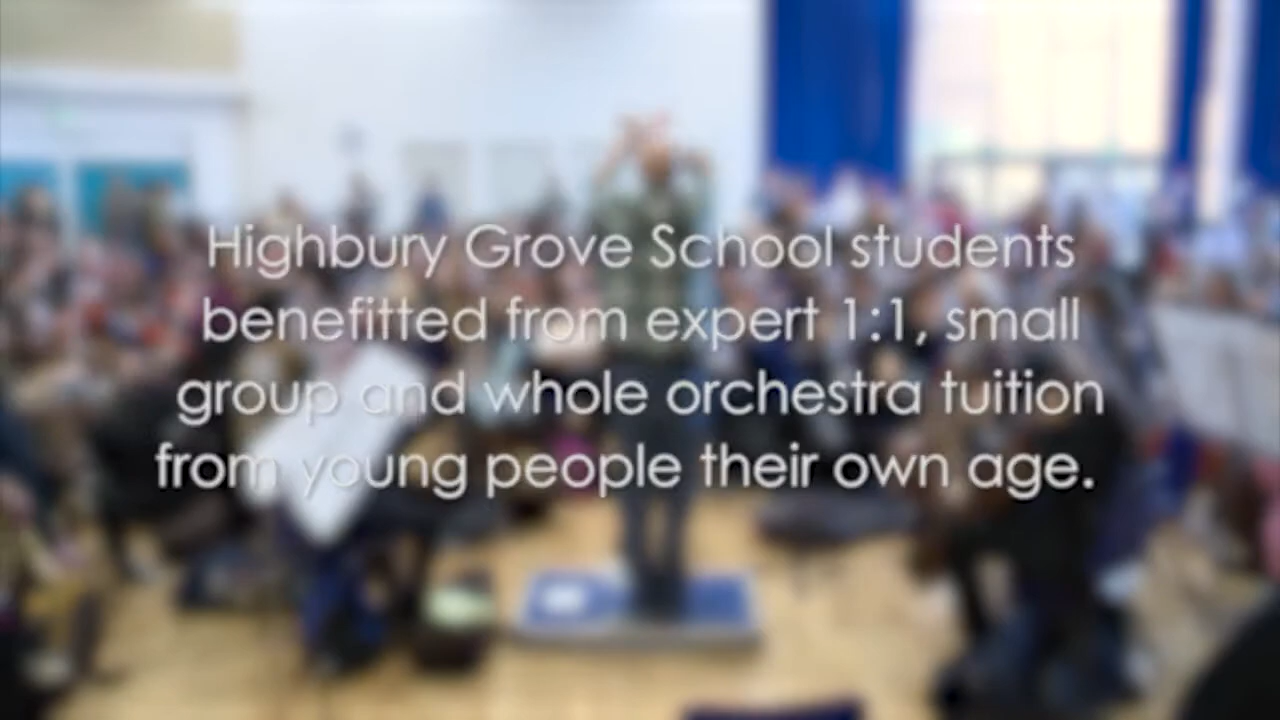 Highbury Grove School students
benefitted from expert 1:1, small
group and whole orchestra tuition
from young people their own age.